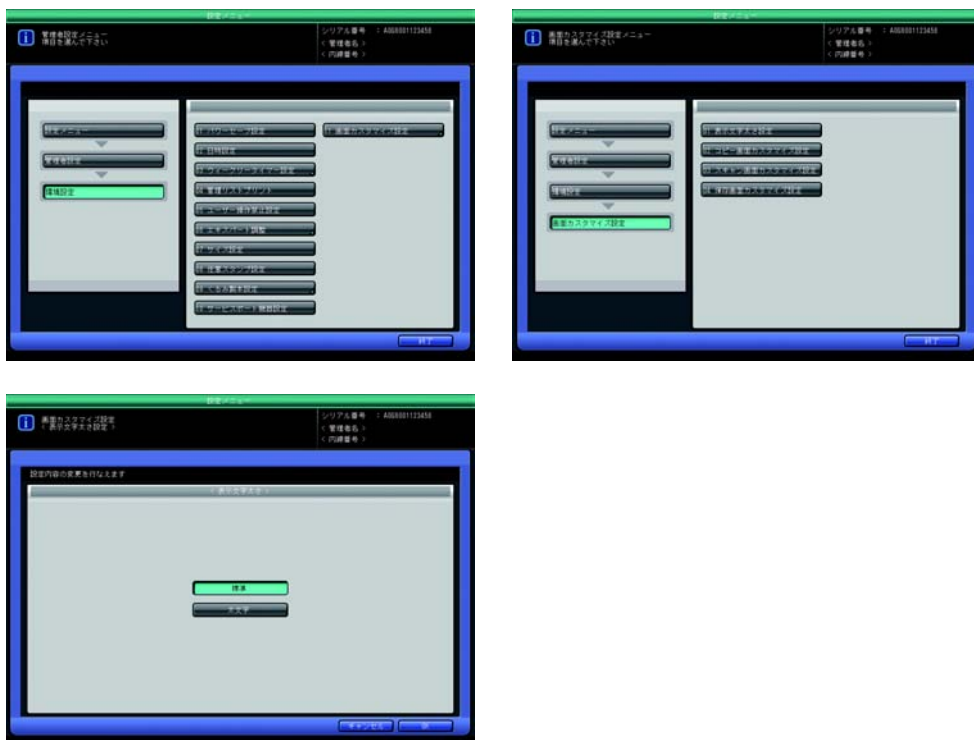 設定メニュー
管理者設定メニュー
項目を選んで下さい
シリアル番号 : A0G8001123458
< 管理者名 >
< 内線番号 >
設定メニュー
管理者設定
環境設定
01 パワーセーブ設定
02 日時設定
03 ウィークリータイマー設定
04 管理リストプリント
05 ユーザー操作禁止設定
06 エキスパート調整
07 サイズ設定
08 任意スタンプ設定
09 くるみ製本設定
10 サービスポート機器設定
11 画面カスタマイズ設定
終了
設定メニュー
画面カスタマイズ設定メニュー
項目を選んで下さい
シリアル番号 : A0G8001123458
< 管理者名 >
< 内線番号 >
設定メニュー
管理者設定
環境設定
画面カスタマイズ設定
01 表示文字太さ設定
02 コピー画面カスタマイズ設定
03 スキャン画面カスタマイズ設定
04 保存画面カスタマイズ設定
終了
設定メニュー
画面カスタマイズ設定
< 表示文字太さ設定 >
シリアル番号 : A0G8001123458
< 管理者名 >
< 内線番号 >
設定内容の変更を行なえます
< 表示文字太さ >
標準
太文字
キャンセル
OK